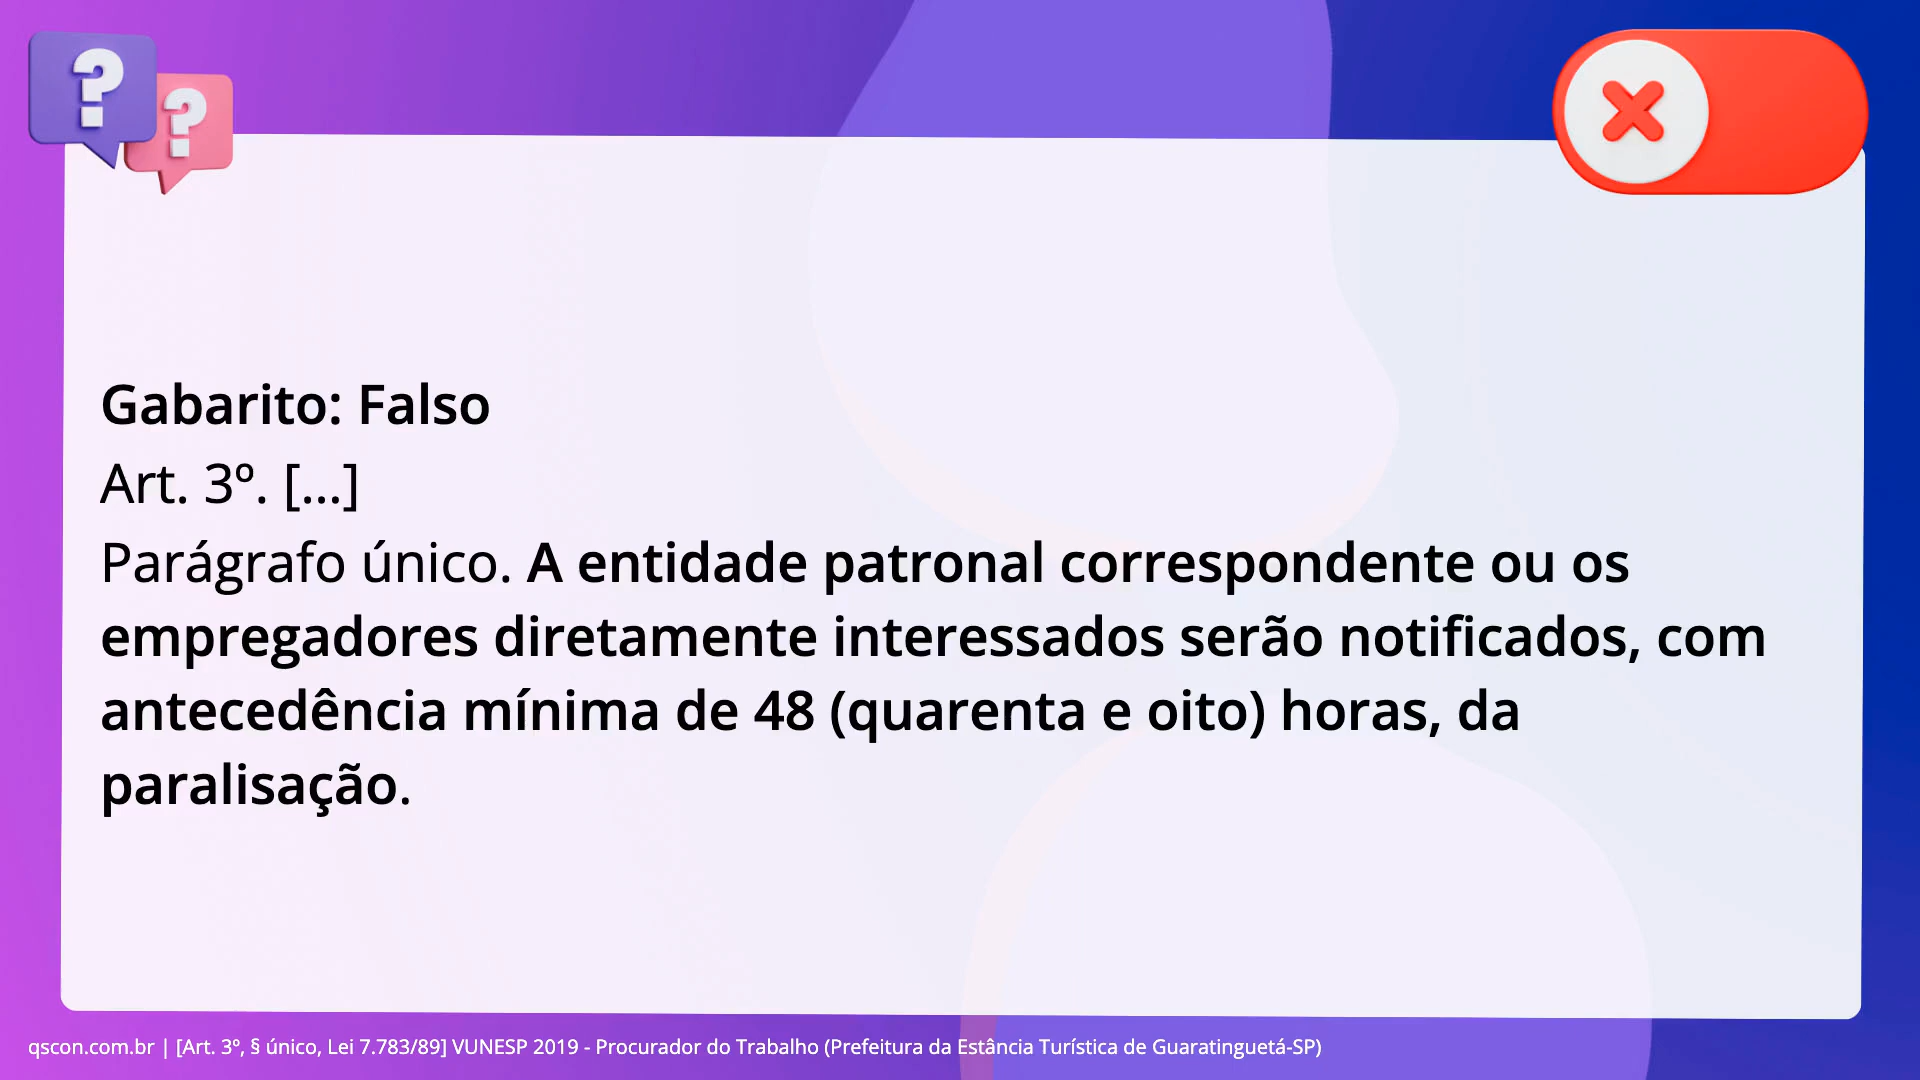 ?
?
Gabarito: Falso
Art. 3º. [...]
Parágrafo único. A entidade patronal correspondente ou os
empregadores diretamente interessados serão notificados, com
antecedência mínima de 48 (quarenta e oito) horas, da
paralisação.
qscon.com.br | [Art. 3º, § único, Lei 7.783/89] VUNESP 2019 - Procurador do Trabalho (Prefeitura da Estância Turística de Guaratinguetá-SP)